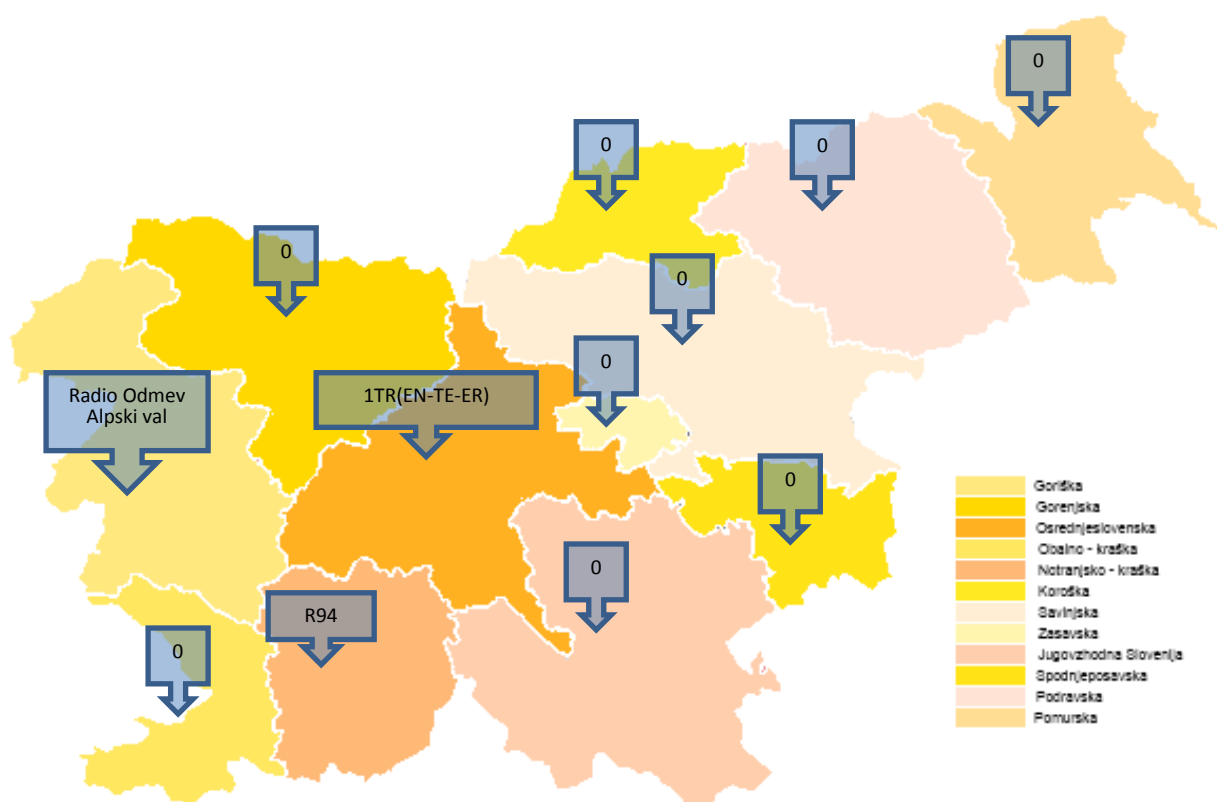 0
0
0
0
0
0
Radio Odmev
Alpski val
1TR(EN-TE-ER)
0
0
R94
0
Goriška
Gorenjska
Osrednjeslovenska
Obalno - kraška
Notranjsko - kraška
Koroška
Savinjska
Zasavska
Jugovzhodna Slovenija
Spodnjeposavska
Podravska
Pomurska